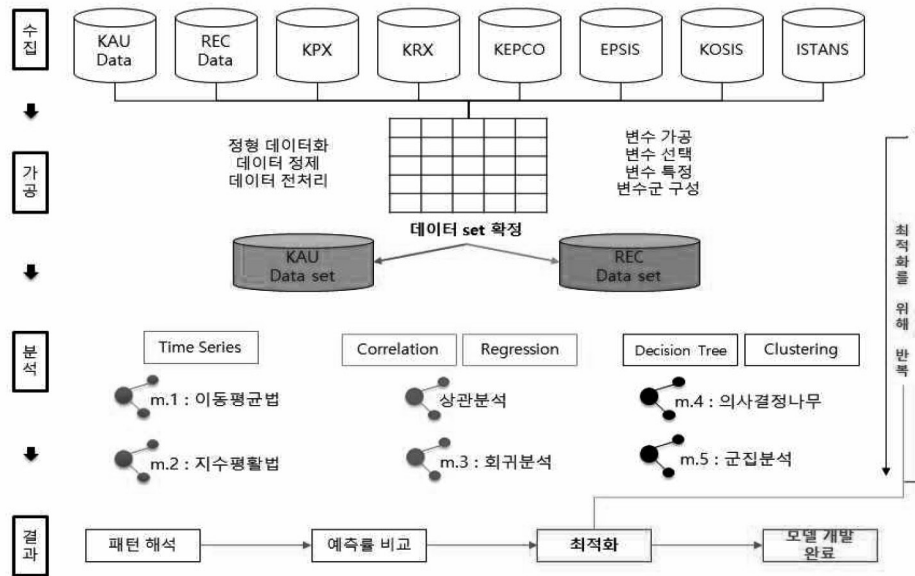 수집
KAU
Data
REC
Data
KPX
KRX
KEPCO
EPSIS
KOSIS
ISTANS
가공
정형 데이터화
데이터 정제
데이터 전처리
변수 가공
변수 선택
변수 특정
변수군 구성
데이터 set 확정
KAU
Data set
REC
Data set
최적화를 위해 반복
분석
Time Series
Correlation
Regression
Decision Tree
Clustering
m.1 : 이동평균법
상관분석
m.4 : 의사결정나무
m.2 : 지수평활법
m.3 : 회귀분석
m.5 : 군집분석
결과
패턴 해석
예측률 비교
최적화
모델 개발
완료